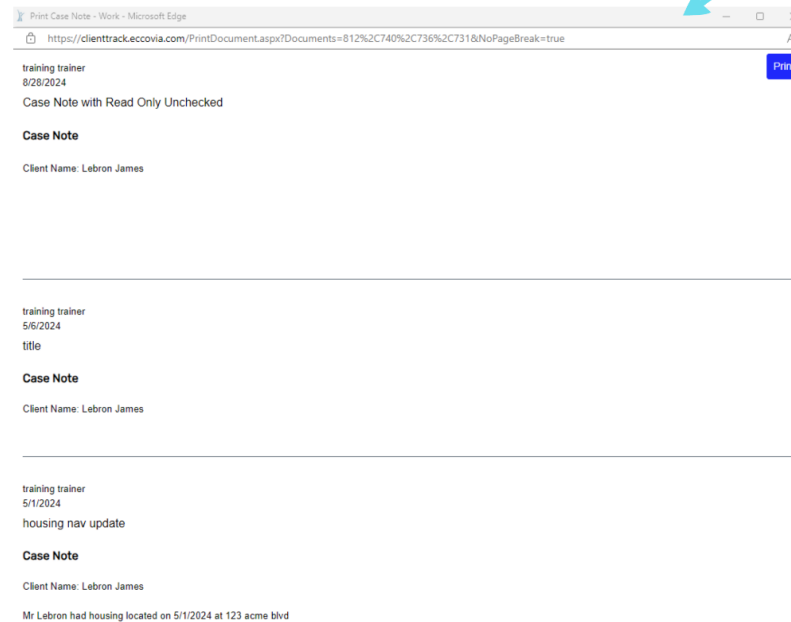 Print Case Note - Work - Microsoft Edge
https://clienttrack.eccovia.com/PrintDocument.aspx?Documents=812%2C740%2C736%2C731&NoPageBreak=true
training trainer
8/28/2024
Case Note with Read Only Unchecked
Case Note
Client Name: Lebron James
training trainer
5/6/2024
title
Case Note
Client Name: Lebron James
training trainer
5/1/2024
housing nav update
Case Note
Client Name: Lebron James
Mr Lebron had housing located on 5/1/2024 at 123 acme blvd